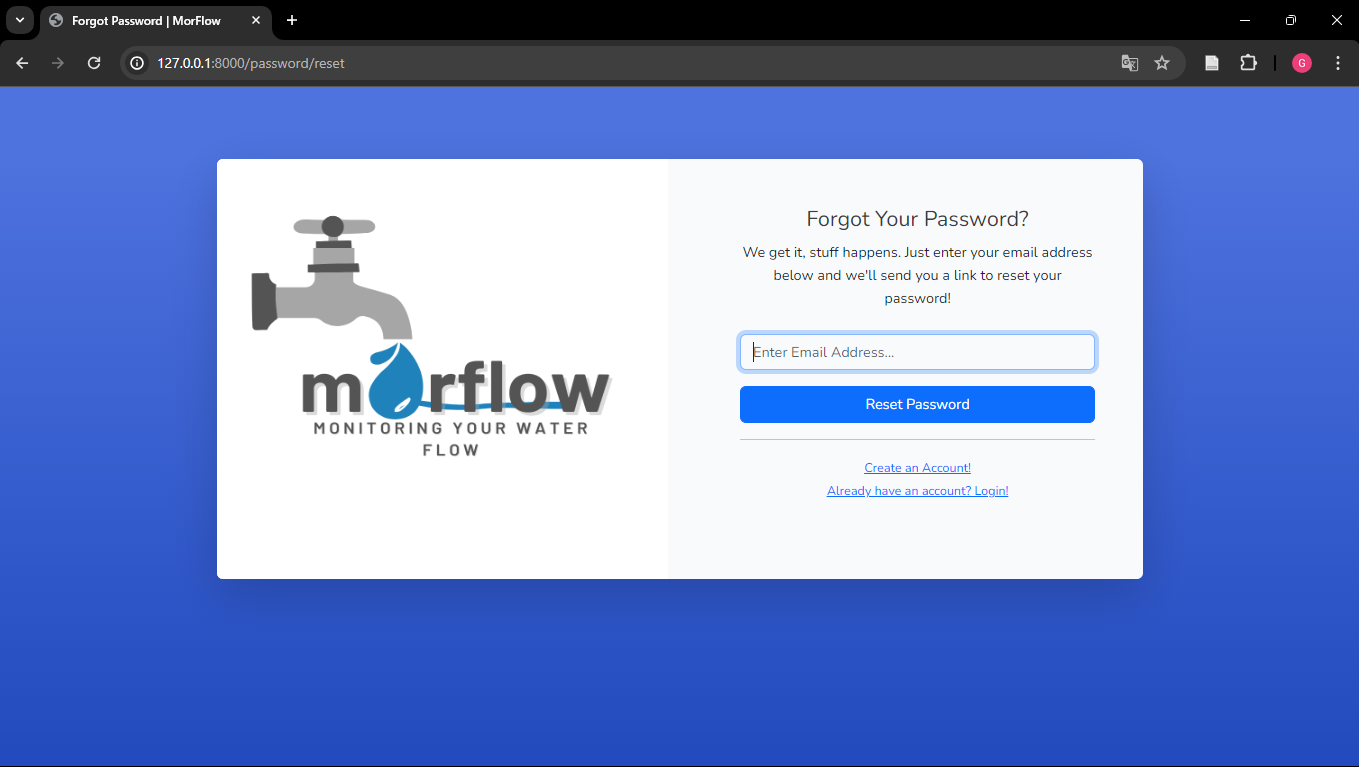 Forgot Password | MorFlow
127.0.0.1:8000/password/reset
G
morflow
MONITORING YOUR WATER
FLOW
Forgot Your Password?
We get it, stuff happens. Just enter your email address
below and we'll send you a link to reset your
password!
Enter Email Address...
Reset Password
Create an Account!
Already have an account? Login!